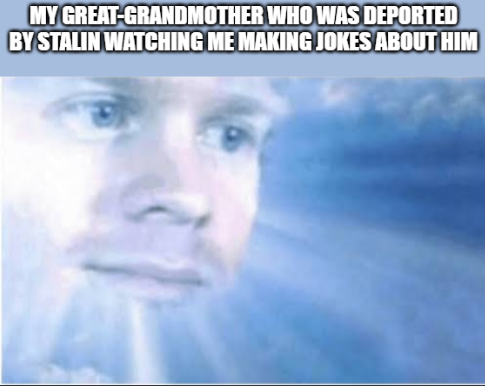 MY GREAT-GRANDMOTHER WHO WAS DEPORTED
BY STALIN WATCHING ME MAKING JOKES ABOUT HIM